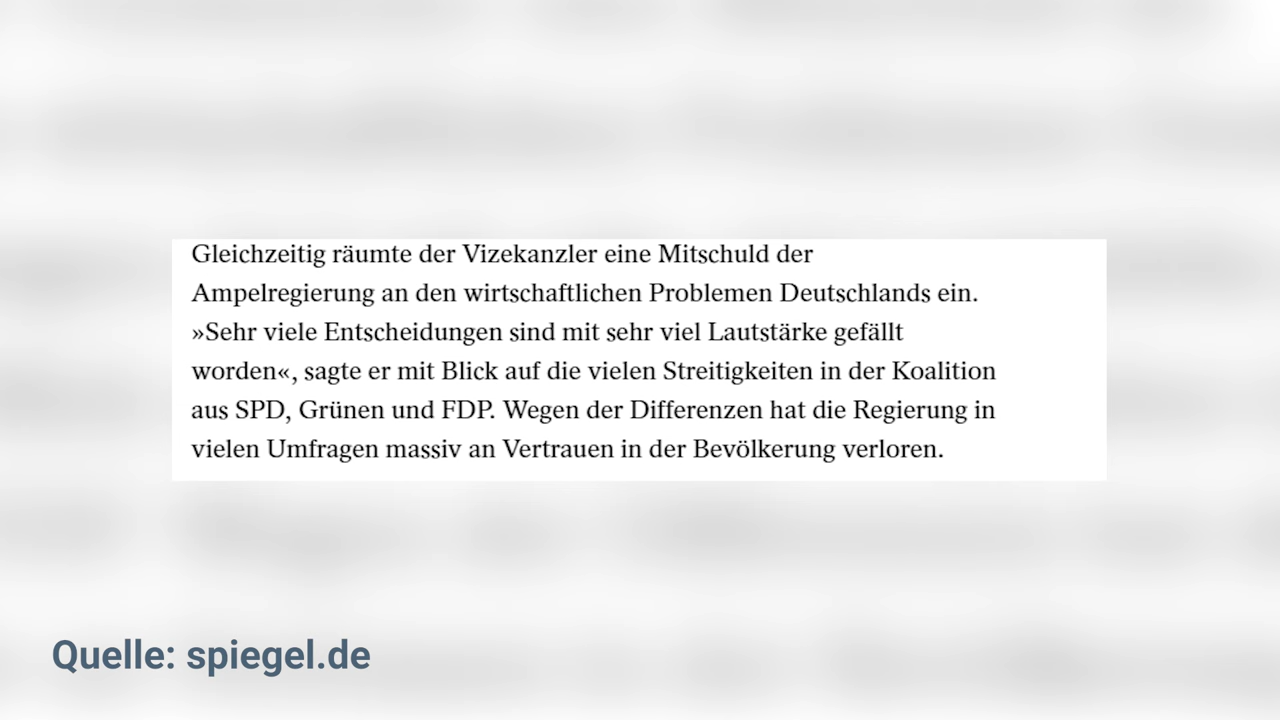 Gleichzeitig räumte der Vizekanzler eine Mitschuld der
Ampelregierung an den wirtschaftlichen Problemen Deutschlands ein.
»Sehr viele Entscheidungen sind mit sehr viel Lautstärke gefällt
worden«, sagte er mit Blick auf die vielen Streitigkeiten in der Koalition
aus SPD, Grünen und FDP. Wegen der Differenzen hat die Regierung in
vielen Umfragen massiv an Vertrauen in der Bevölkerung verloren.
Quelle: spiegel.de